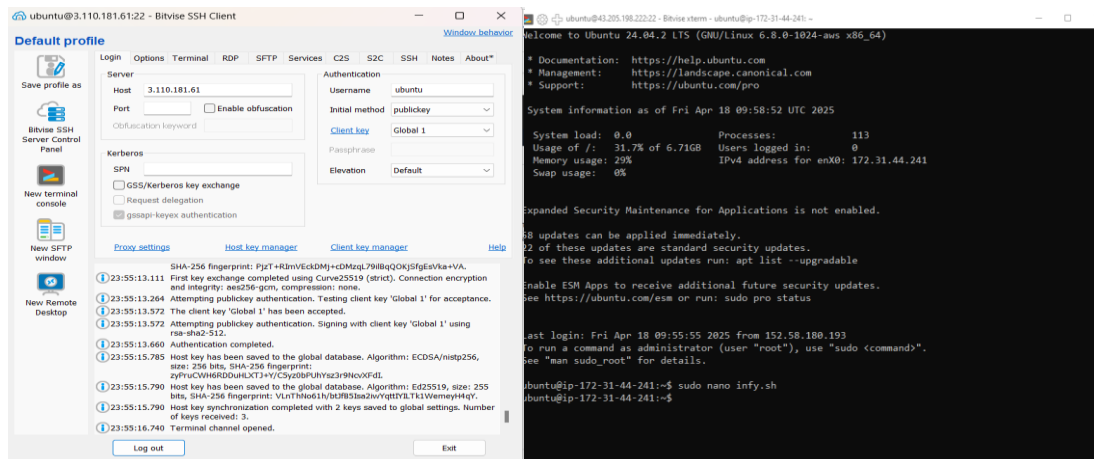 ubuntu@3.110.181.61:22 - Bitvise SSH Client
Default profile
Window behavior
Save profile as
Bitvise SSH
Server Control
Panel
New terminal
console
New SFTP
window
New Remote
Desktop
Login Options Terminal RDP SFTP Services C2S S2C SSH Notes About*
Server
Host 3.110.181.61
Port Enable obfuscation
Obfuscation keyword
Kerberos
SPN
GSS/Kerberos key exchange
Request delegation
gssapi-keyex authentication
Authentication
Username ubuntu
Initial method publickey
Client key Global 1
Passphrase
Elevation Default
Proxy settings Host key manager Client key manager Help
23:55:13.111 First key exchange completed using Curve25519 (strict). Connection encryption
and integrity: aes256-gcm, compression: none.
23:55:13.264 Attempting publickey authentication. Testing client key 'Global 1' for acceptance.
23:55:13.572 The client key 'Global 1' has been accepted.
23:55:13.572 Attempting publickey authentication. Signing with client key 'Global 1' using
rsa-sha2-512.
23:55:13.660 Authentication completed.
23:55:15.785 Host key has been saved to the global database. Algorithm: ECDSA/nistp256,
size: 256 bits, SHA-256 fingerprint:
23:55:15.790 Host key has been saved to the global database. Algorithm: Ed25519, size: 255
bits, SHA-256 fingerprint:
23:55:15.790 Host key synchronization completed with 2 keys saved to global settings. Number
of keys received: 3.
23:55:16.740 Terminal channel opened.
Log out Exit
ubuntu@43.205.198.222:22 - Bitvise xterm - ubuntu@ip-172-31-44-241: ~
Welcome to Ubuntu 24.04.2 LTS (GNU/Linux 6.8.0-1024-aws x86_64)
* Documentation: https://help.ubuntu.com
* Management: https://landscape.canonical.com
* Support: https://ubuntu.com/pro
System information as of Fri Apr 18 09:58:52 UTC 2025
System load: 0.0 Processes: 113
Usage of /: 31.7% of 6.71GB Users logged in: 0
Memory usage: 29% IPv4 address for enX0: 172.31.44.241
Swap usage: 0%
Expanded Security Maintenance for Applications is not enabled.
68 updates can be applied immediately.
22 of these updates are standard security updates.
To see these additional updates run: apt list --upgradable
Enable ESM Apps to receive additional future security updates.
See https://ubuntu.com/esm or run: sudo pro status
Last login: Fri Apr 18 09:55:55 2025 from 152.58.180.193
To run a command as administrator (user "root"), use "sudo <command>".
See "man sudo_root" for details.
ubuntu@ip-172-31-44-241:~$ sudo nano infy.sh
ubuntu@ip-172-31-44-241:~$